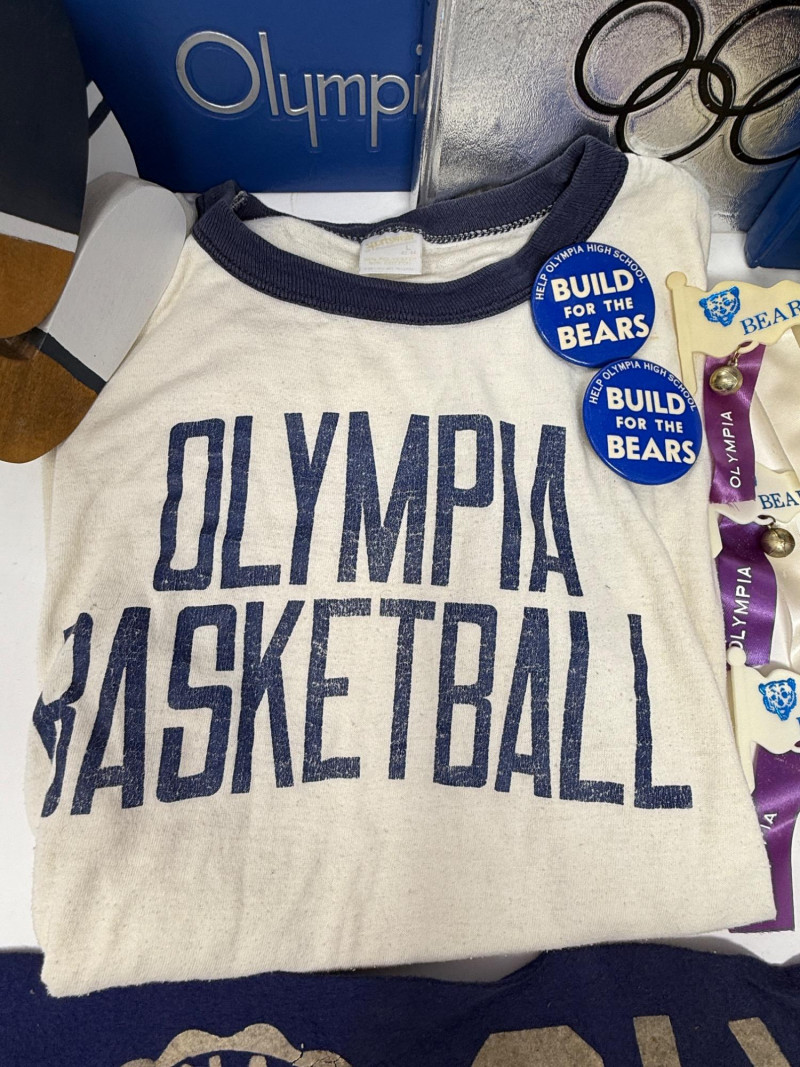 Olympi
HELP OLYMPIA HIGH SCHOOL
BUILD
FOR THE
BEARS
HELP OLYMPIA HIGH SCHOOL
BUILD
FOR THE
BEARS
BEAR
OLYMPIA
BEA
OLYMPIA
OLYMPIA
BASKETBALL